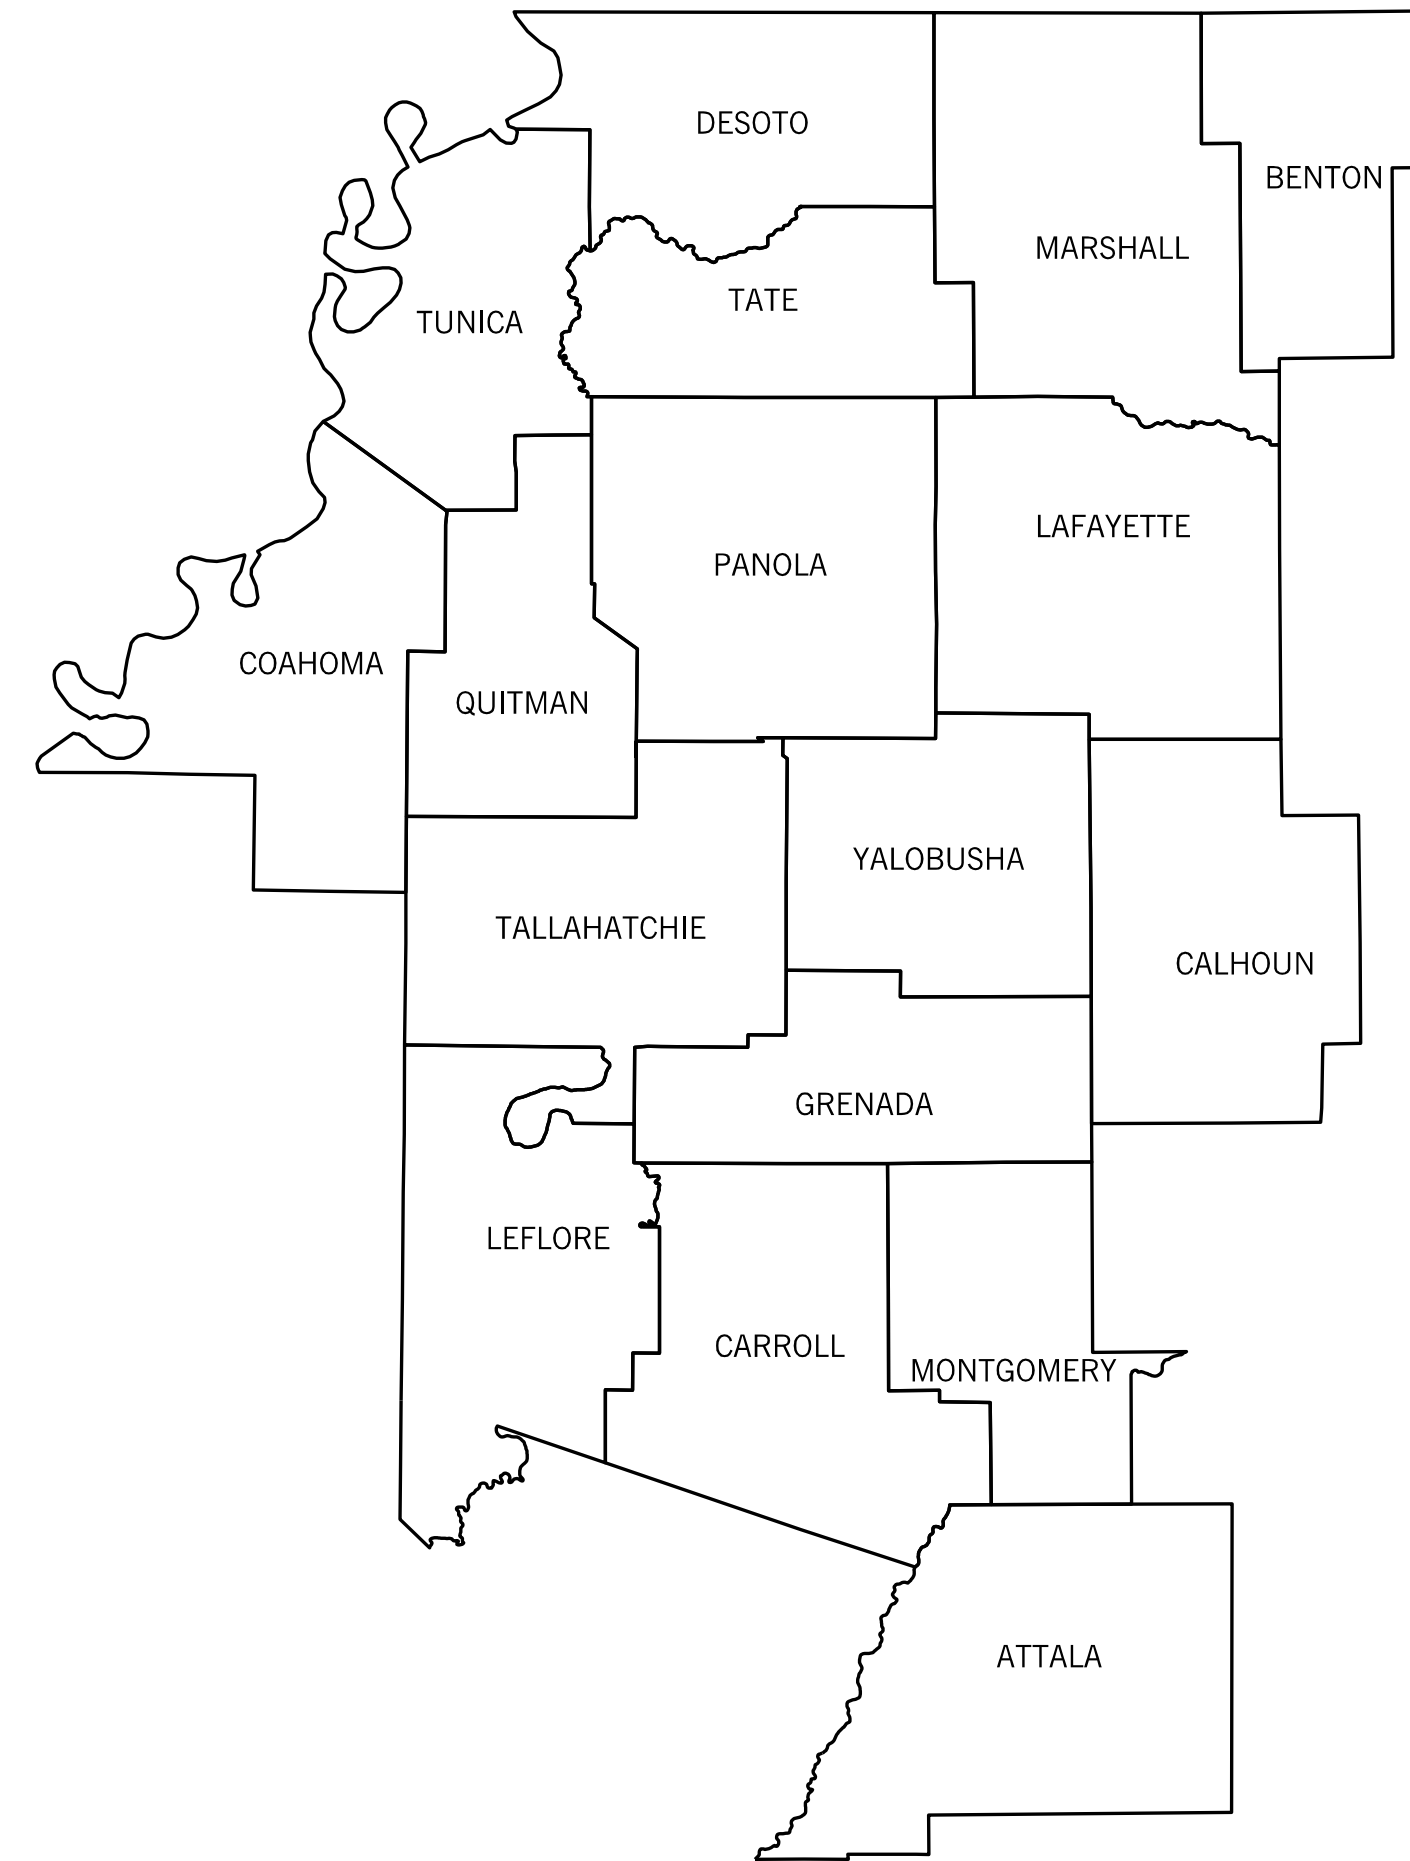 DESOTO
BENTON
MARSHALL
TATE
TUNICA
LAFAYETTE
PANOLA
COAHOMA
QUITMAN
YALOBUSHA
TALLAHATCHIE
CALHOUN
GRENADA
LEFLORE
CARROLL
MONTGOMERY
ATTALA